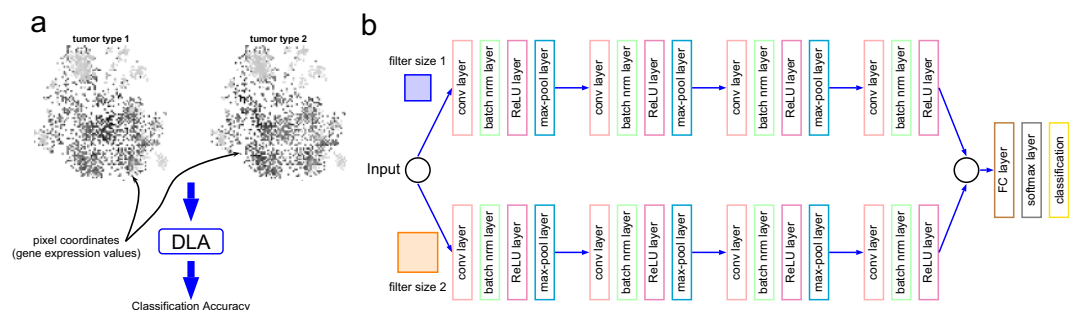 a
tumor type 1
tumor type 2
pixel coordinates
(gene expression values)
DLA
Classification Accuracy
b
filter size 1
conv layer
batch nrm layer
ReLU layer
max-pool layer
conv layer
batch nrm layer
ReLU layer
max-pool layer
conv layer
batch nrm layer
ReLU layer
max-pool layer
conv layer
batch nrm layer
ReLU layer
Input
FC layer
softmax layer
classification
filter size 2
conv layer
batch nrm layer
ReLU layer
max-pool layer
conv layer
batch nrm layer
ReLU layer
max-pool layer
conv layer
batch nrm layer
ReLU layer
max-pool layer
conv layer
batch nrm layer
ReLU layer